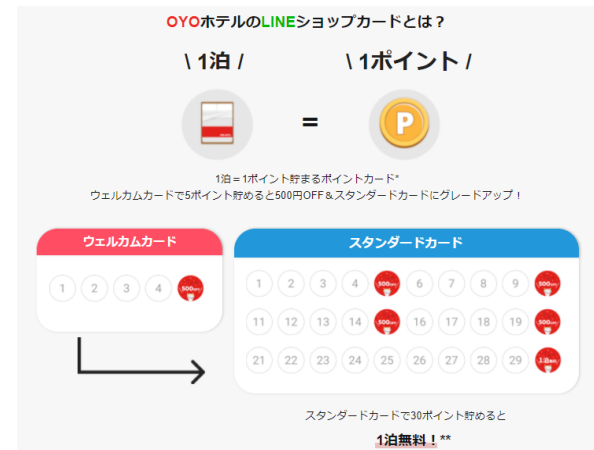 OYOホテルのLINEショップカードとは？
\ 1泊 /
\ 1ポイント /
P
=
1泊＝1ポイント貯まるポイントカード*
ウェルカムカードで5ポイント貯めると500円OFF＆スタンダードカードにグレードアップ！
ウェルカムカード
1 2 3 4 500
スタンダードカード
1 2 3 4 500 6 7 8 9 500
11 12 13 14 500 16 17 18 19 500
21 22 23 24 25 26 27 28 29 1泊
スタンダードカードで30ポイント貯めると
1泊無料！**